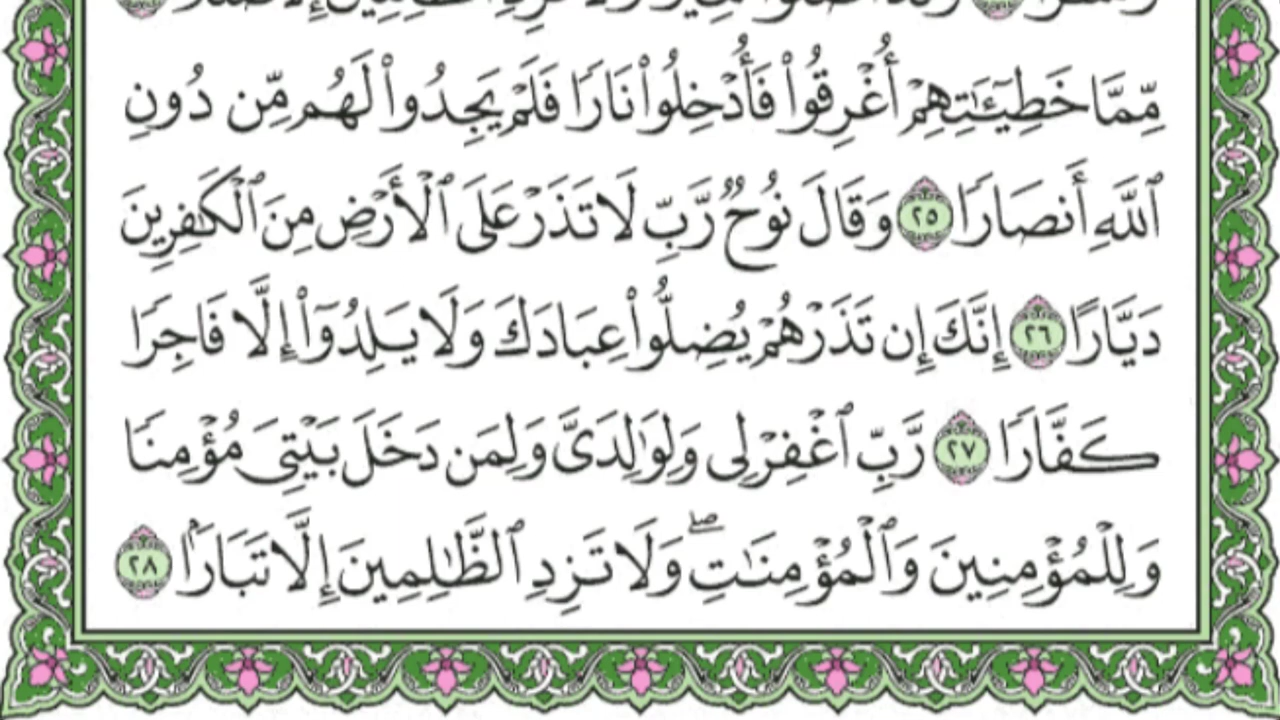 مِّمَّا خَطِيـَٰٔتِهِمْ أُغْرِقُوا۟ فَأُدْخِلُوا۟ نَارًا فَلَمْ يَجِدُوا۟ لَهُم مِّن دُونِ
ٱللَّهِ أَنصَارًا ٢٥ وَقَالَ نُوحٌ رَّبِّ لَا تَذَرْ عَلَى ٱلْأَرْضِ مِنَ ٱلْكَٰفِرِينَ
دَيَّارًا ٢٦ إِنَّكَ إِن تَذَرْهُمْ يُضِلُّوا۟ عِبَادَكَ وَلَا يَلِدُوٓا۟ إِلَّا فَاجِرًا
كَفَّارًا ٢٧ رَّبِّ ٱغْفِرْ لِى وَلِوَٰلِدَىَّ وَلِمَن دَخَلَ بَيْتِىَ مُؤْمِنًا
وَلِلْمُؤْمِنِينَ وَٱلْمُؤْمِنَٰتِۖ وَلَا تَزِدِ ٱلظَّٰلِمِينَ إِلَّا تَبَارًۢا ٢٨